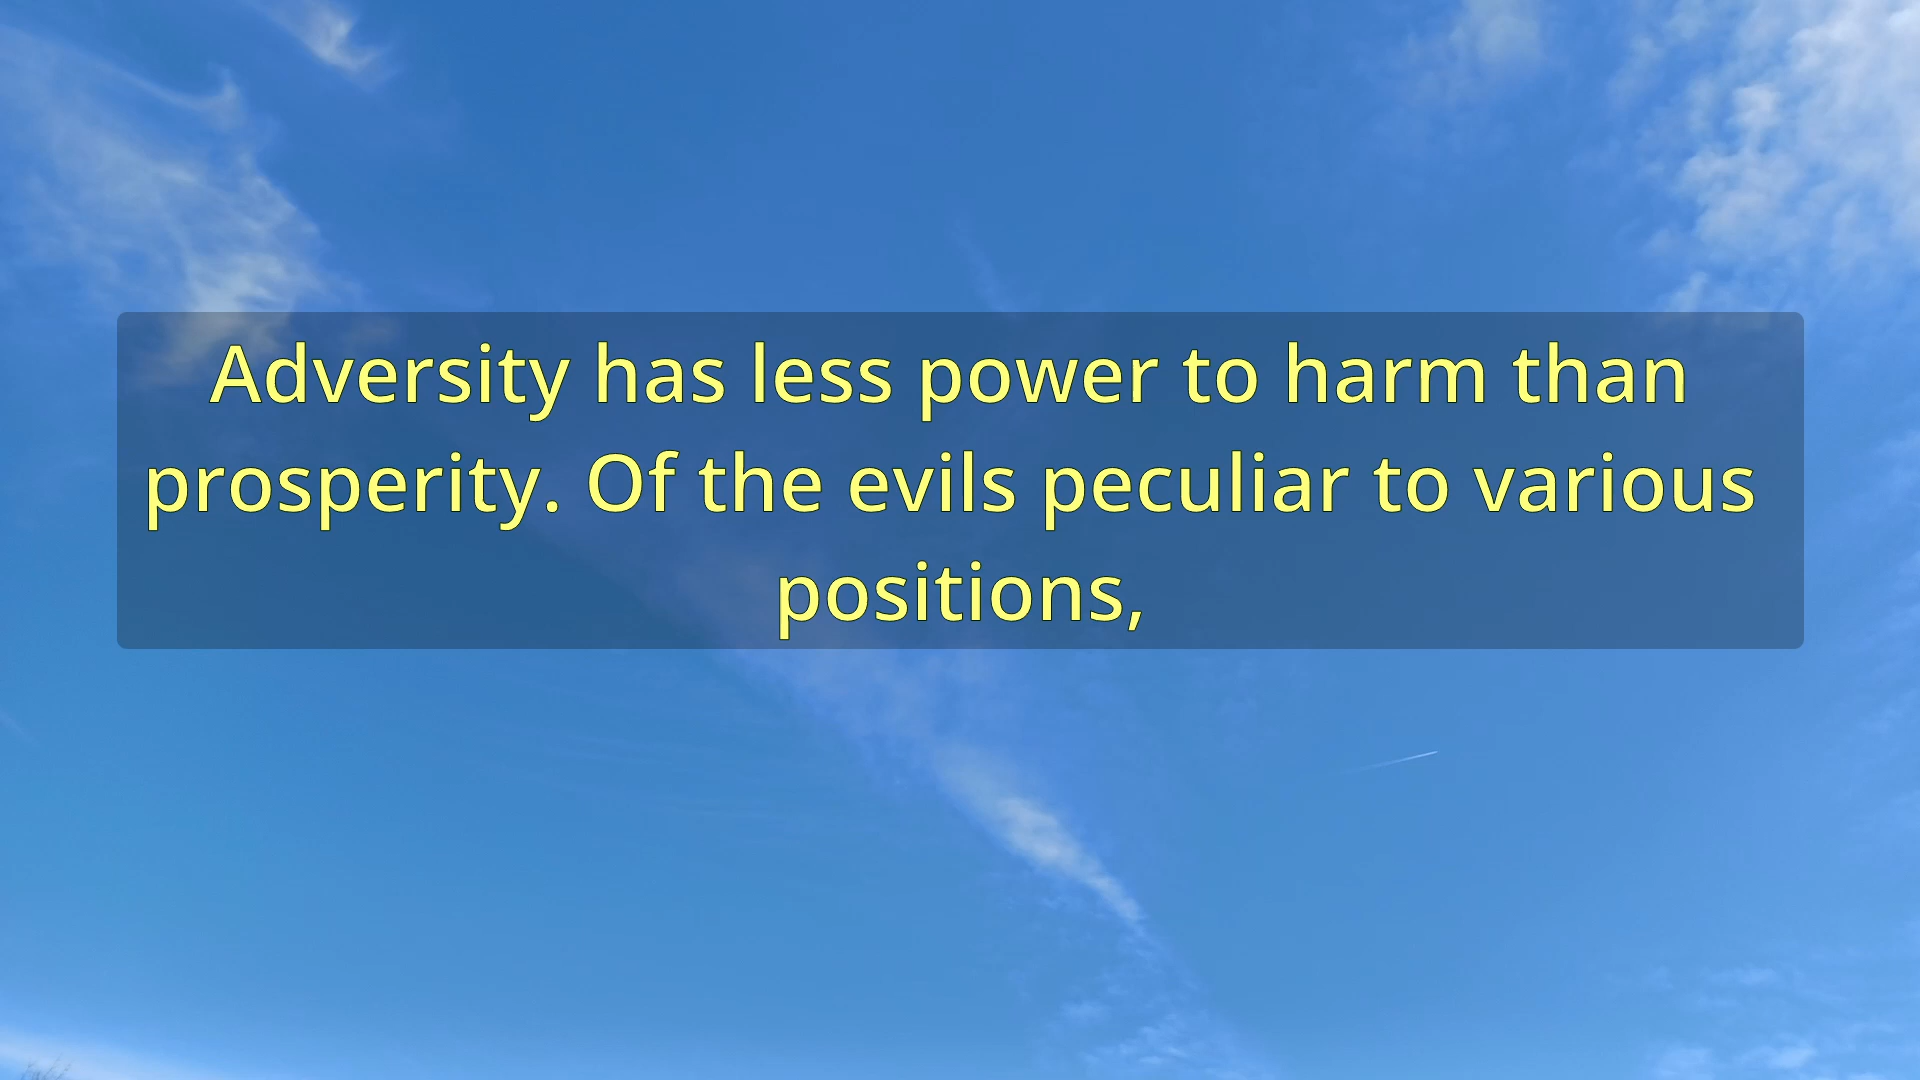 Adversity has less power to harm than
prosperity. Of the evils peculiar to various
positions,